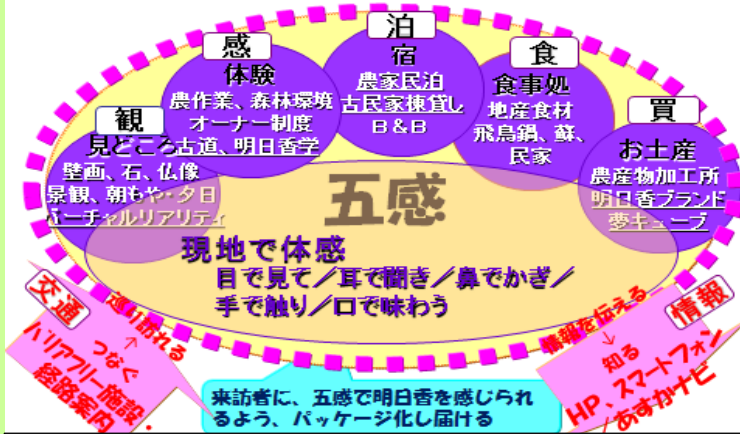 観
見どころ
壁画、石、仏像
景観、朝もや・夕日
バーチャルリアリティ
感
体験
農作業、森林環境
オーナー制度
古道、明日香学
泊
宿
農家民泊
古民家棟貸し
B&B
食
食事処
地産食材
飛鳥鍋、蘇、
民家
買
お土産
農産物加工所
明日香ブランド
夢キューブ
五感
現地で体感
目で見て/耳で聞き/鼻でかぎ/
手で触り/口で味わう
交通
巡り訪れる
↑
つなぐ
バリアフリー施設・
経路案内
情報
情報を伝える
↑
知る
HP、スマートフォン
/あすかナビ
来訪者に、五感で明日香を感じられ
るよう、パッケージ化し届ける